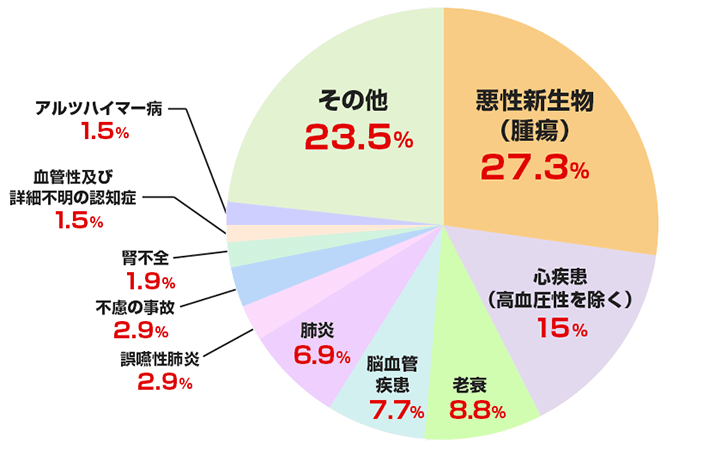 悪性新生物
（腫瘍）
27.3%
心疾患
（高血圧性を除く）
15%
老衰
8.8%
脳血管
疾患
7.7%
肺炎
6.9%
誤嚥性肺炎
2.9%
不慮の事故
2.9%
腎不全
1.9%
血管性及び
詳細不明の認知症
1.5%
アルツハイマー病
1.5%
その他
23.5%